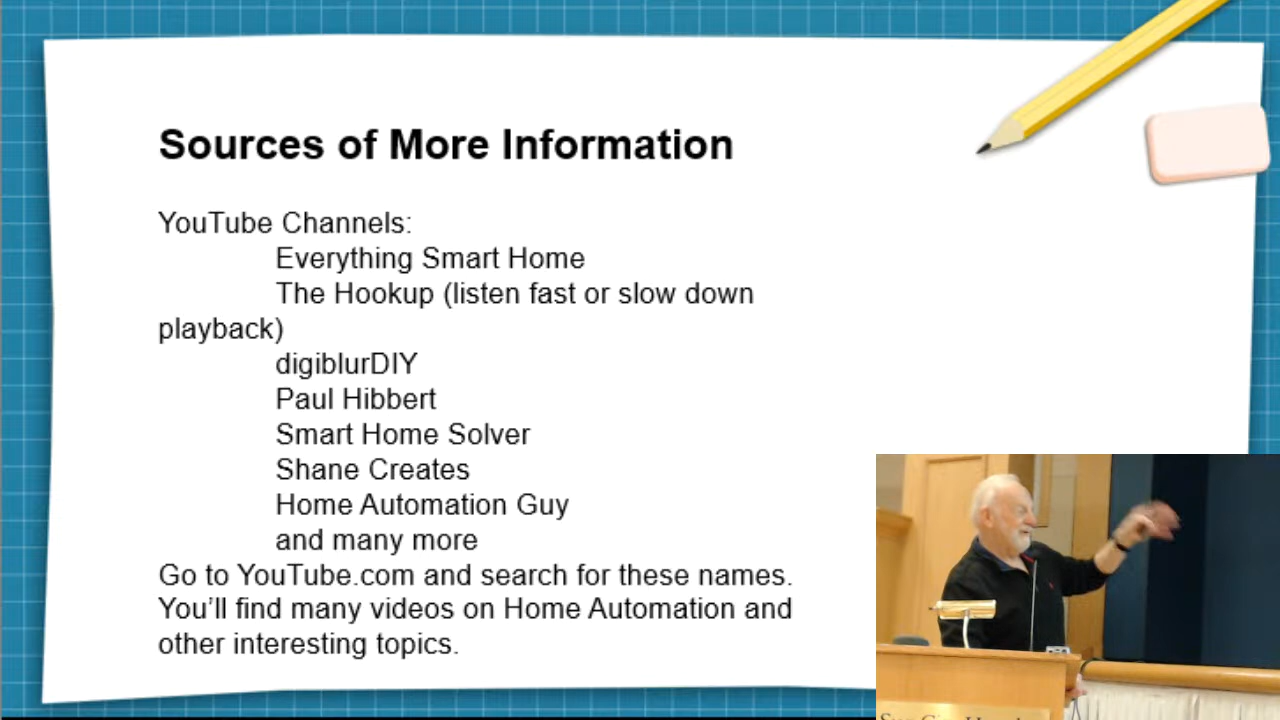 Sources of More Information
YouTube Channels:
Everything Smart Home
The Hookup (listen fast or slow down
playback)
digiblurDIY
Paul Hibbert
Smart Home Solver
Shane Creates
Home Automation Guy
and many more
Go to YouTube.com and search for these names.
You’ll find many videos on Home Automation and
other interesting topics.